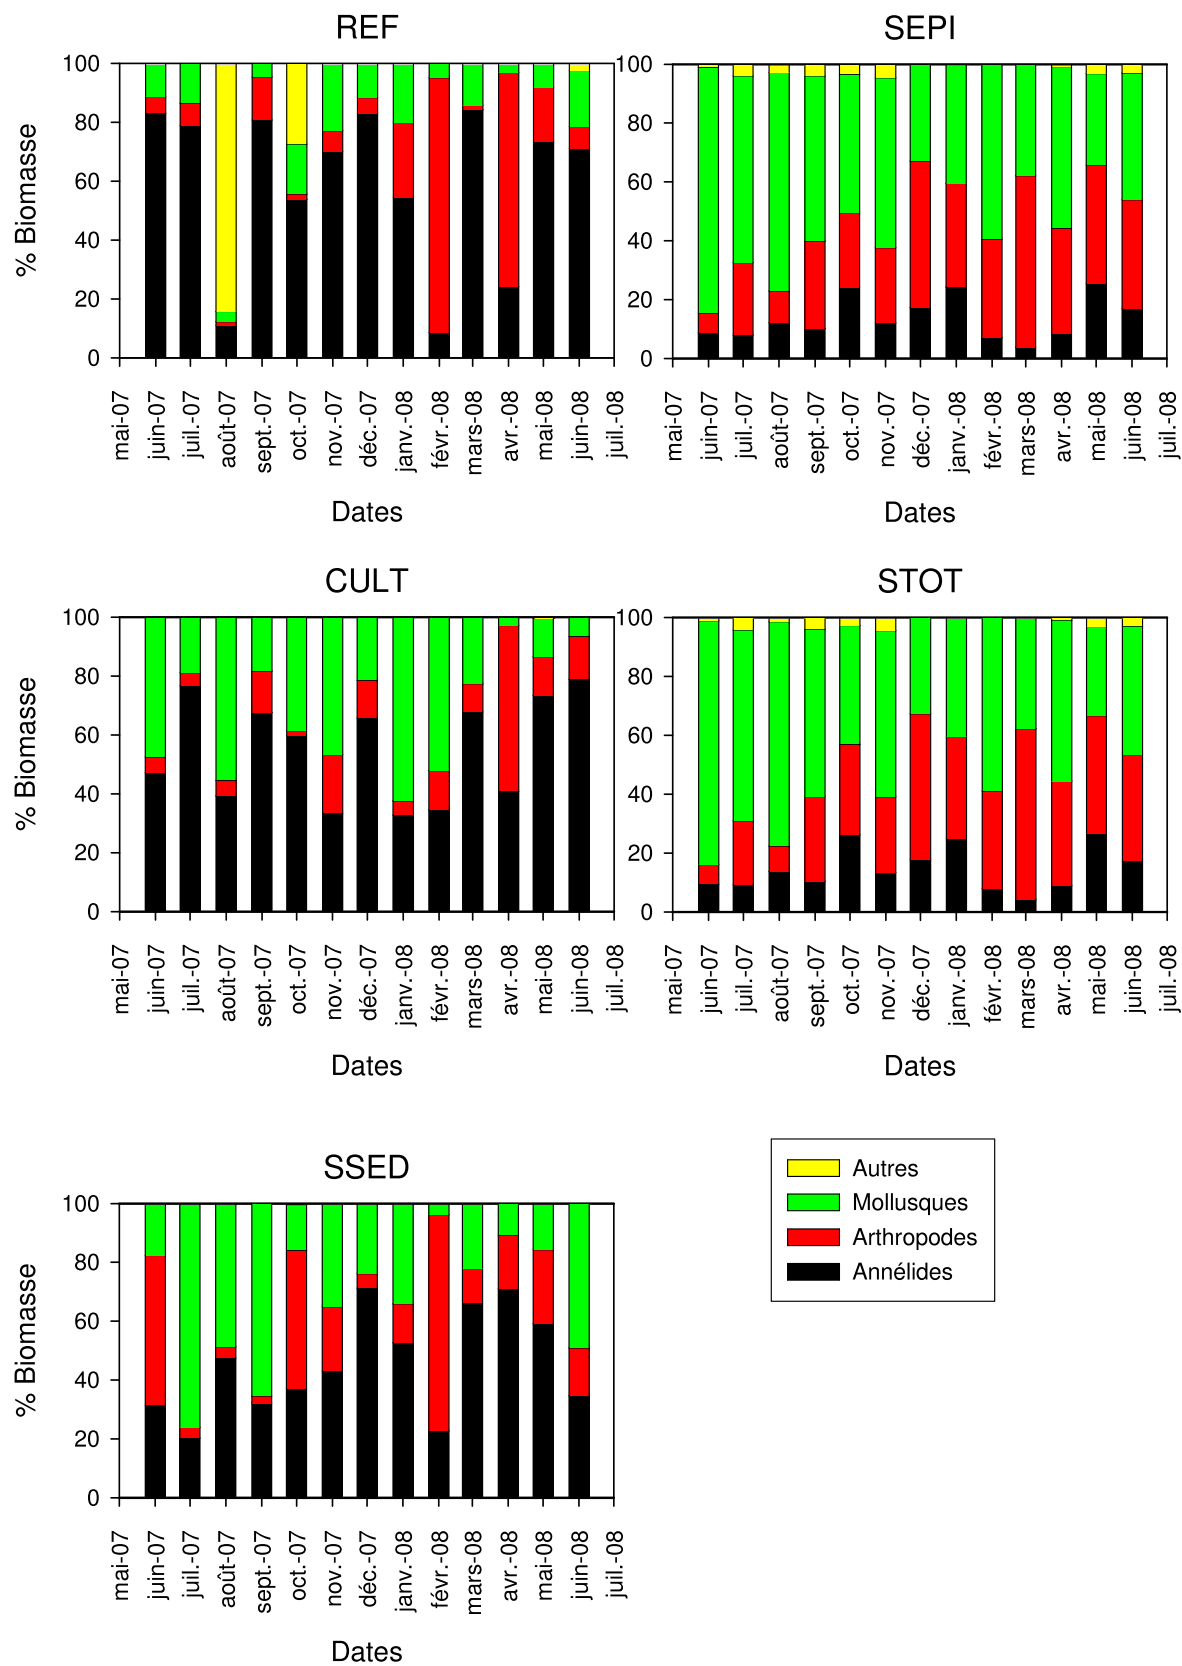 REF
% Biomasse
100
80
60
40
20
0
mai-07
juin-07
juil.-07
août-07
sept.-07
oct.-07
nov.-07
déc.-07
janv.-08
févr.-08
mars-08
avr.-08
mai-08
juin-08
juil.-08
Dates
SEPI
100
80
60
40
20
0
mai-07
juin-07
juil.-07
août-07
sept.-07
oct.-07
nov.-07
déc.-07
janv.-08
févr.-08
mars-08
avr.-08
mai-08
juin-08
juil.-08
Dates
CULT
% Biomasse
100
80
60
40
20
0
mai-07
juin-07
juil.-07
août-07
sept.-07
oct.-07
nov.-07
déc.-07
janv.-08
févr.-08
mars-08
avr.-08
mai-08
juin-08
juil.-08
Dates
STOT
100
80
60
40
20
0
mai-07
juin-07
juil.-07
août-07
sept.-07
oct.-07
nov.-07
déc.-07
janv.-08
févr.-08
mars-08
avr.-08
mai-08
juin-08
juil.-08
Dates
SSED
% Biomasse
100
80
60
40
20
0
mai-07
juin-07
juil.-07
août-07
sept.-07
oct.-07
nov.-07
déc.-07
janv.-08
févr.-08
mars-08
avr.-08
mai-08
juin-08
juil.-08
Dates
Autres
Mollusques
Arthropodes
Annélides